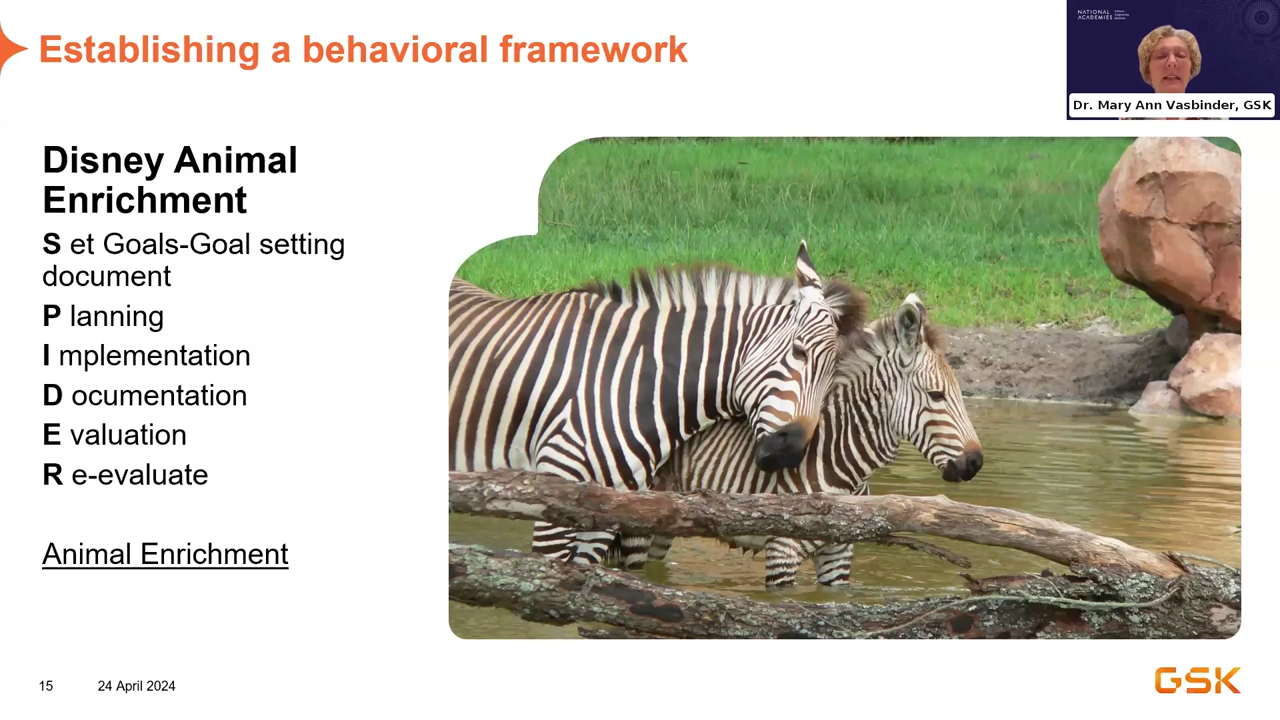 Establishing a behavioral framework
NATIONAL
ACADEMIES
Dr. Mary Ann Vasbinder, GSK
Disney Animal
Enrichment
S et Goals-Goal setting
document
P lanning
I mplementation
D ocumentation
E valuation
R e-evaluate
Animal Enrichment
15
24 April 2024
GSK